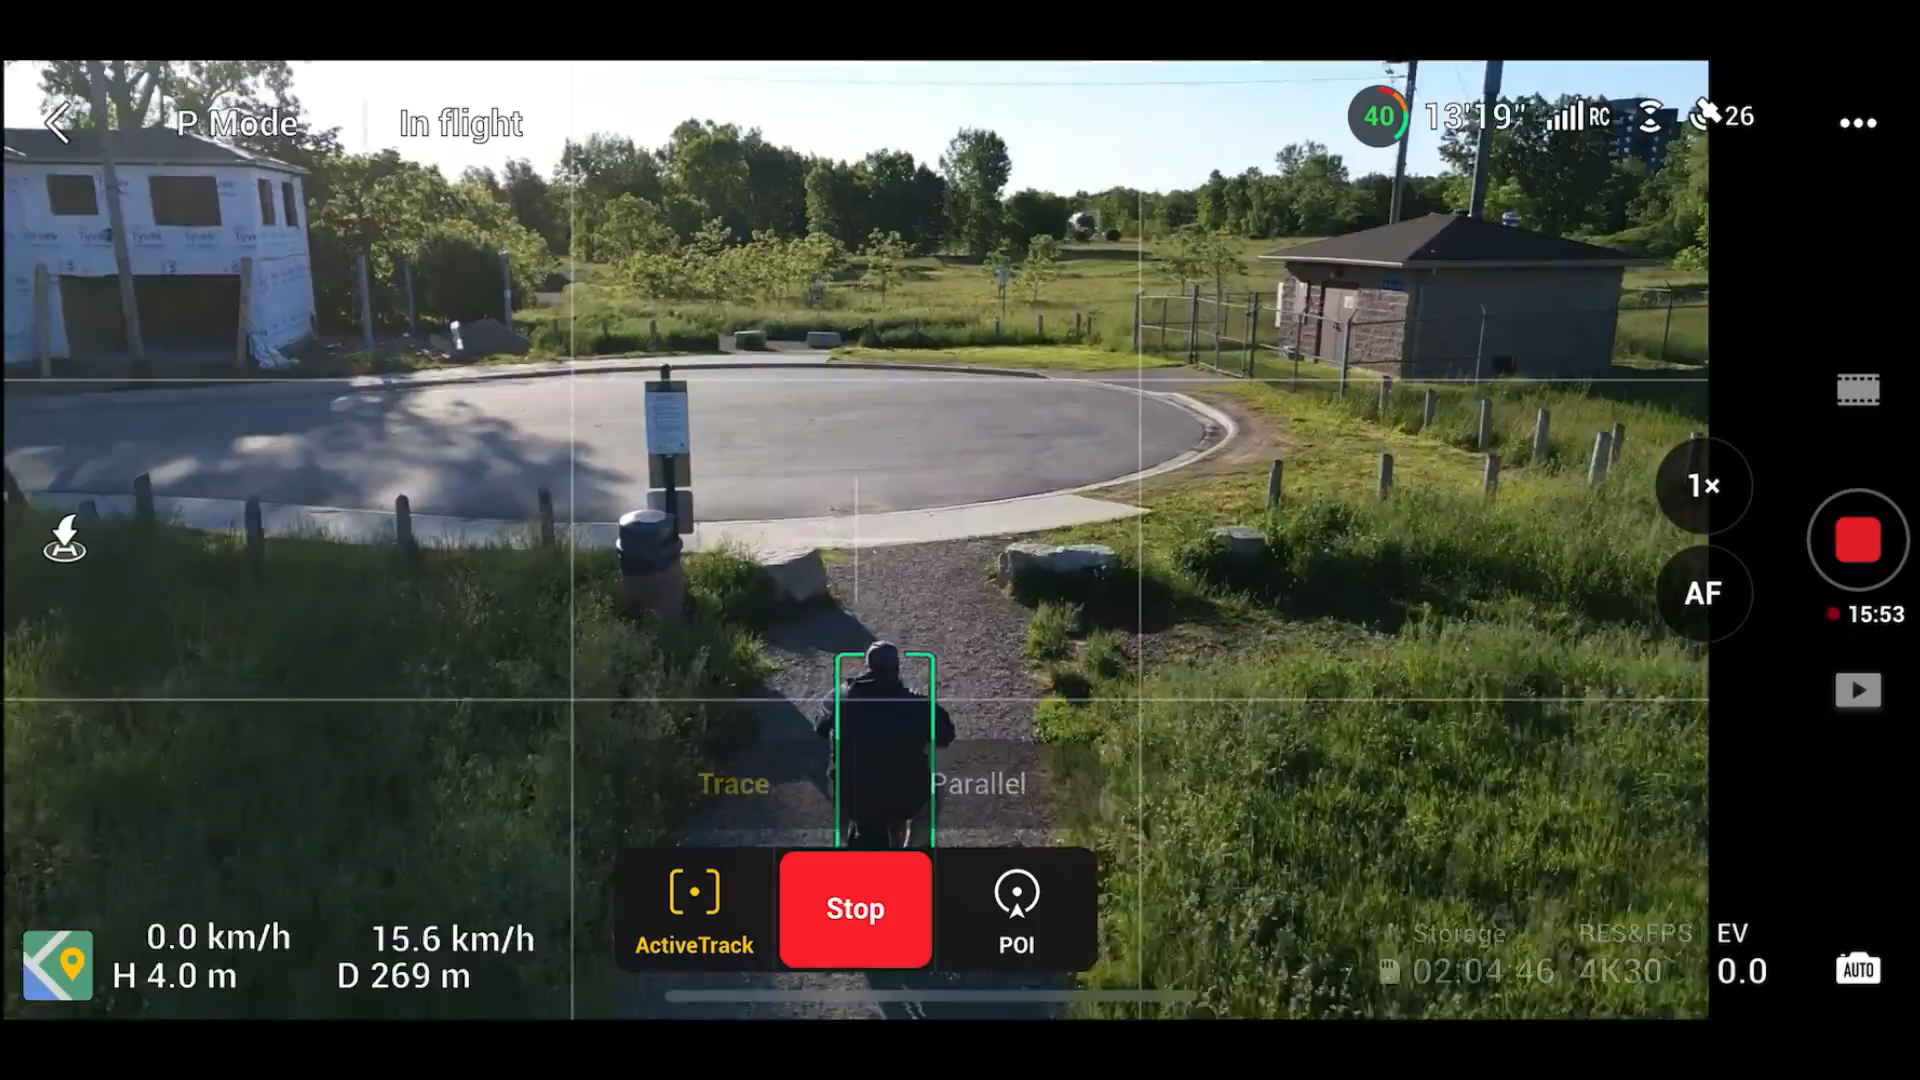 P Mode
In flight
40
13'19"
RC
26
1×
AF
15:53
Trace
Parallel
ActiveTrack
Stop
POI
0.0 km/h
15.6 km/h
H 4.0 m
D 269 m
Storage
02:04:46
RES&FPS
4K30
EV
0.0
AUTO